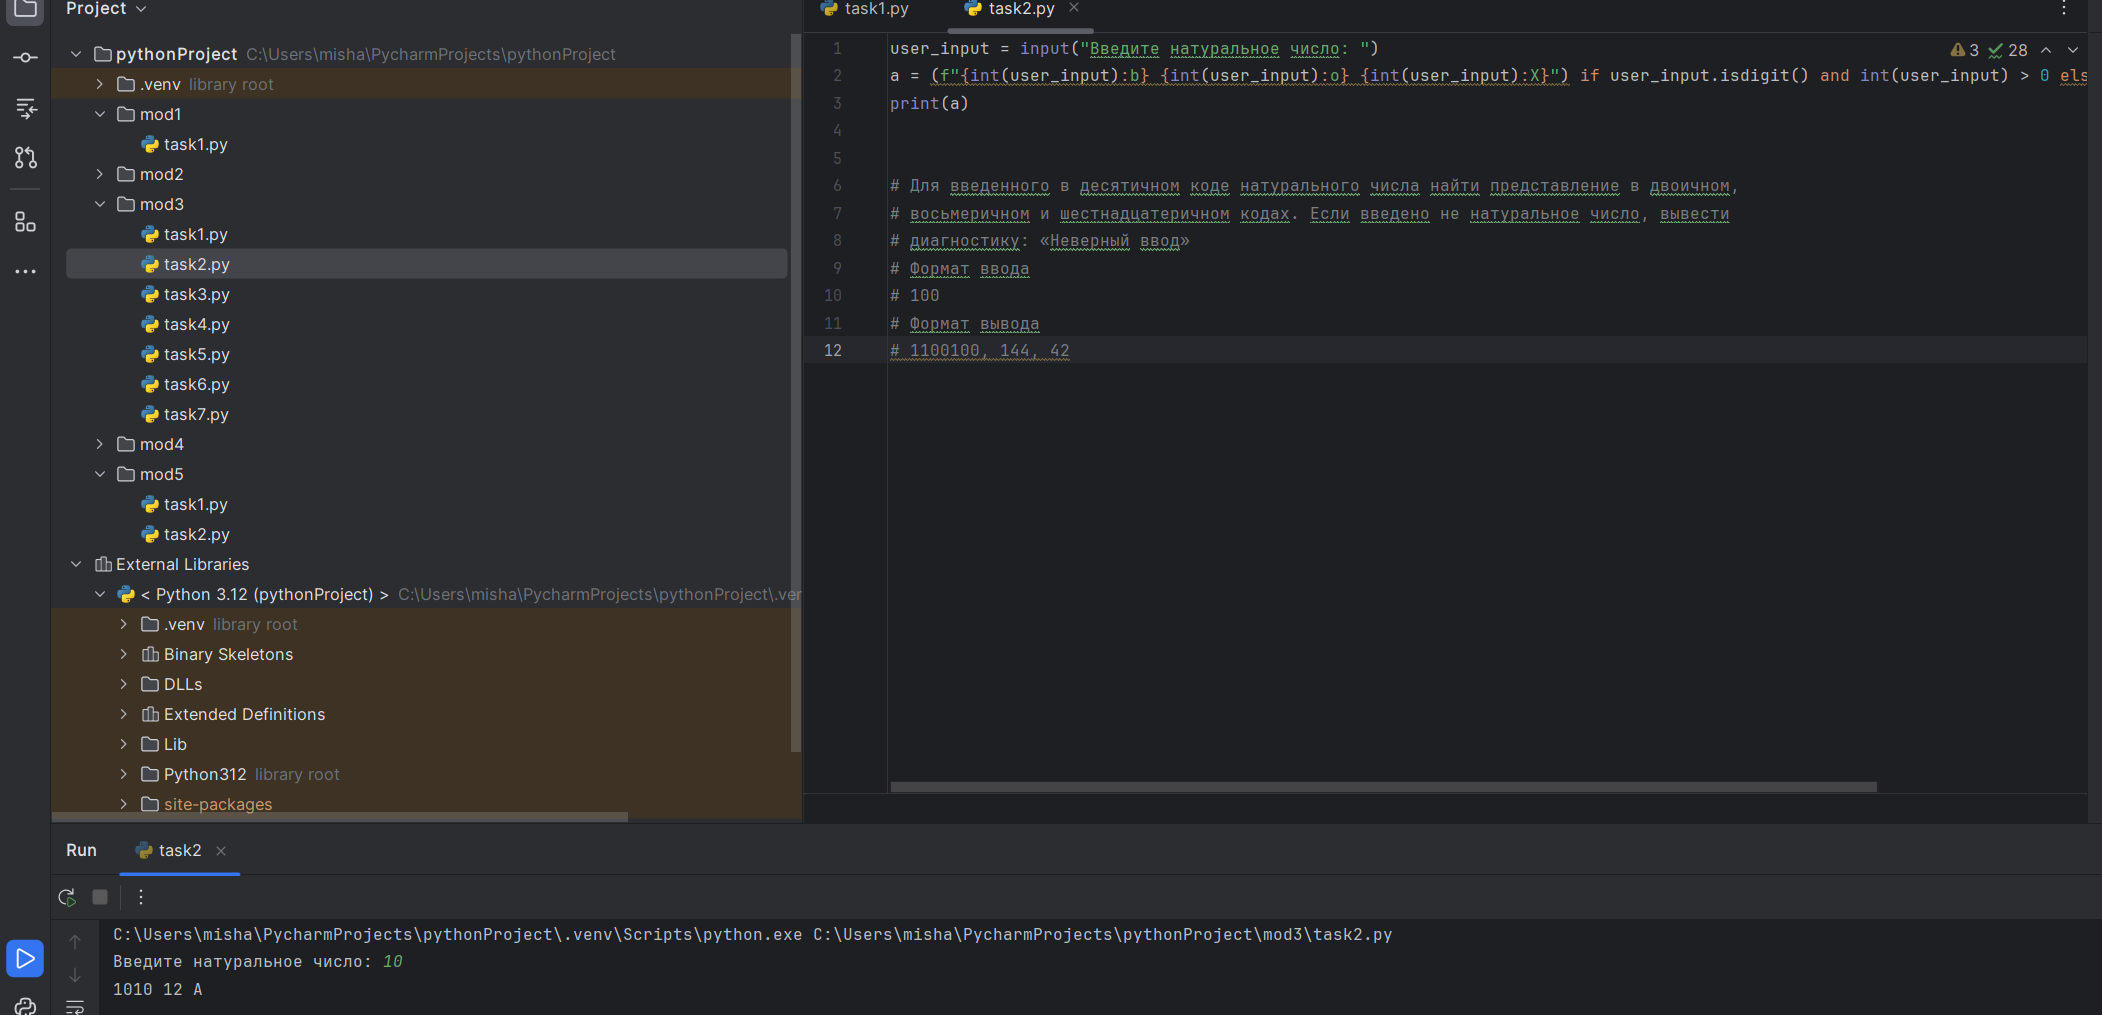 Project
pythonProject C:\Users\misha\PycharmProjects\pythonProject
.venv library root
mod1
task1.py
mod2
mod3
task1.py
task2.py
task3.py
task4.py
task5.py
task6.py
task7.py
mod4
mod5
task1.py
task2.py
External Libraries
< Python 3.12 (pythonProject) > C:\Users\misha\PycharmProjects\pythonProject\.ver
.venv library root
Binary Skeletons
DLLs
Extended Definitions
Lib
Python312 library root
site-packages
task1.py task2.py
3 28
1 user_input = input("Введите натуральное число: ")
2 a = (f"{int(user_input):b} {int(user_input):o} {int(user_input):X}") if user_input.isdigit() and int(user_input) > 0 els
3 print(a)
4
5
6 # Для введенного в десятичном коде натурального числа найти представление в двоичном,
7 # восьмеричном и шестнадцатеричном кодах. Если введено не натуральное число, вывести
8 # диагностику: «Неверный ввод»
9 # Формат ввода
10 # 100
11 # Формат вывода
12 # 1100100, 144, 42
Run task2
C:\Users\misha\PycharmProjects\pythonProject\.venv\Scripts\python.exe C:\Users\misha\PycharmProjects\pythonProject\mod3\task2.py
Введите натуральное число: 10
1010 12 A